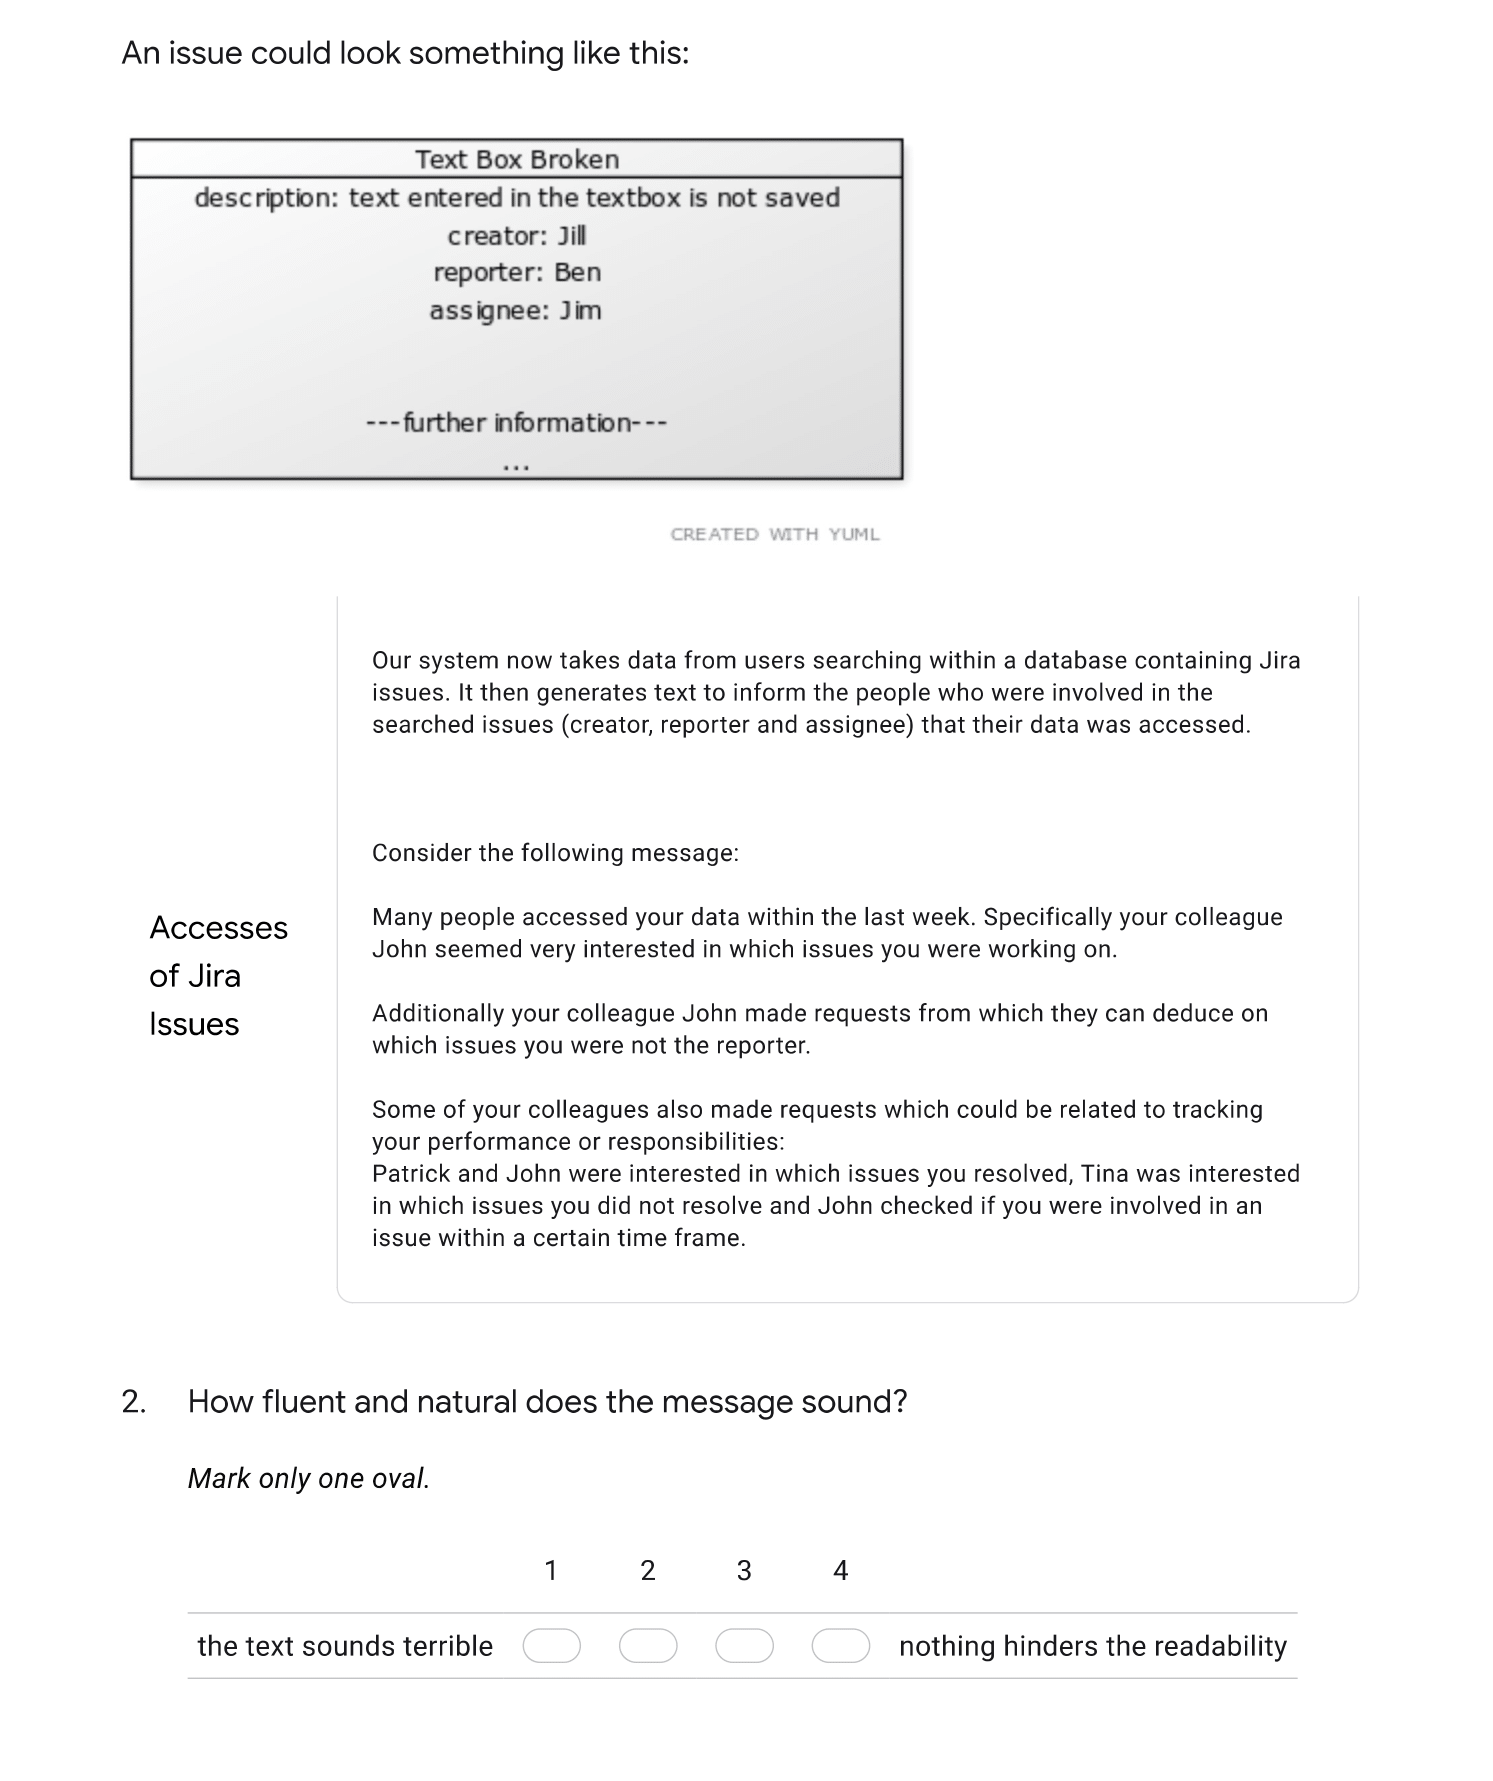 An issue could look something like this:
Text Box Broken
description: text entered in the textbox is not saved
creator: Jill
reporter: Ben
assignee: Jim
---further information---
...
CREATED WITH YUML
Our system now takes data from users searching within a database containing Jira
issues. It then generates text to inform the people who were involved in the
searched issues (creator, reporter and assignee) that their data was accessed.
Consider the following message:
Accesses
of Jira
Issues
Many people accessed your data within the last week. Specifically your colleague
John seemed very interested in which issues you were working on.
Additionally your colleague John made requests from which they can deduce on
which issues you were not the reporter.
Some of your colleagues also made requests which could be related to tracking
your performance or responsibilities:
Patrick and John were interested in which issues you resolved, Tina was interested
in which issues you did not resolve and John checked if you were involved in an
issue within a certain time frame.
2. How fluent and natural does the message sound?
Mark only one oval.
1 2 3 4
the text sounds terrible nothing hinders the readability